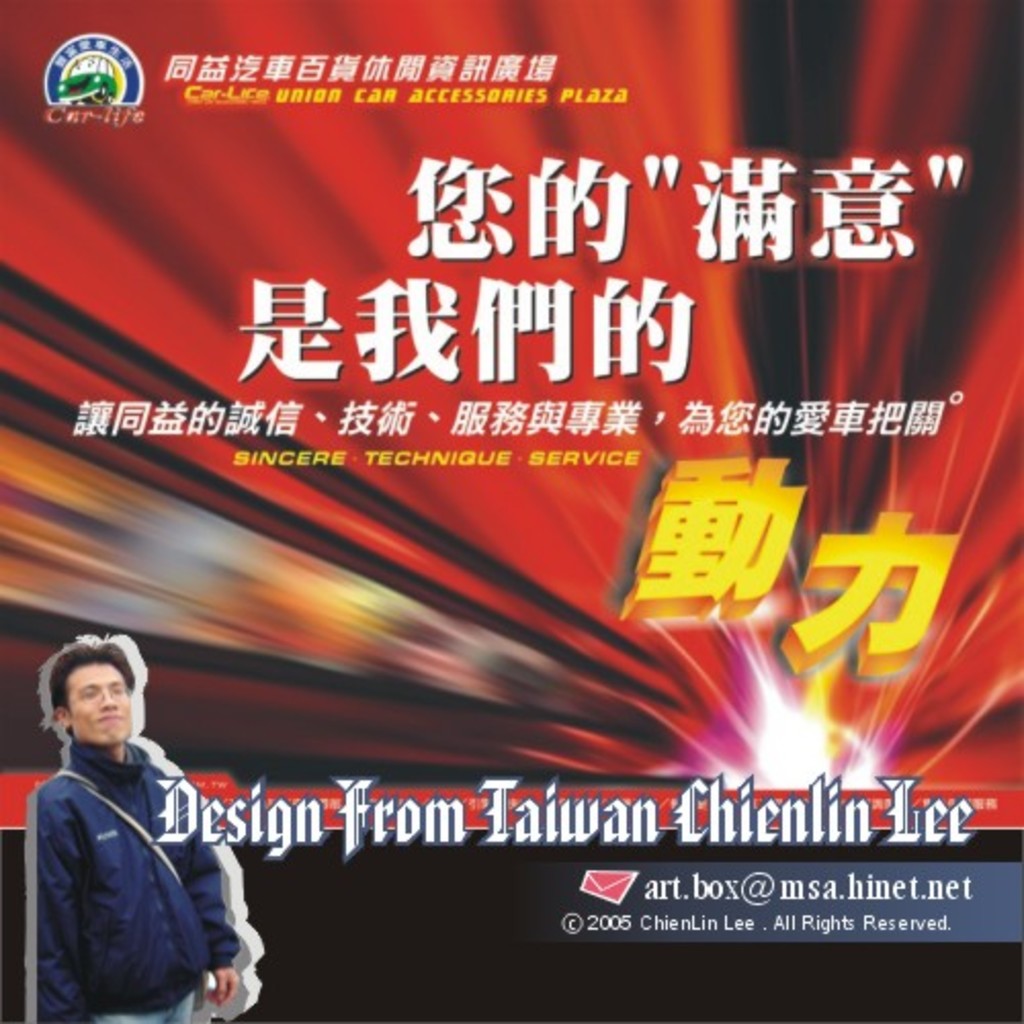 同益汽車百貨休閒資訊廣場
Car-Life UNION CAR ACCESSORIES PLAZA
Car-life
您的"滿意"
是我們的
讓同益的誠信、技術、服務與專業，為您的愛車把關。
SINCERE · TECHNIQUE · SERVICE
動力
Design From Taiwan Chienlin Lee
art.box@msa.hinet.net
©2005 ChienLin Lee . All Rights Reserved.